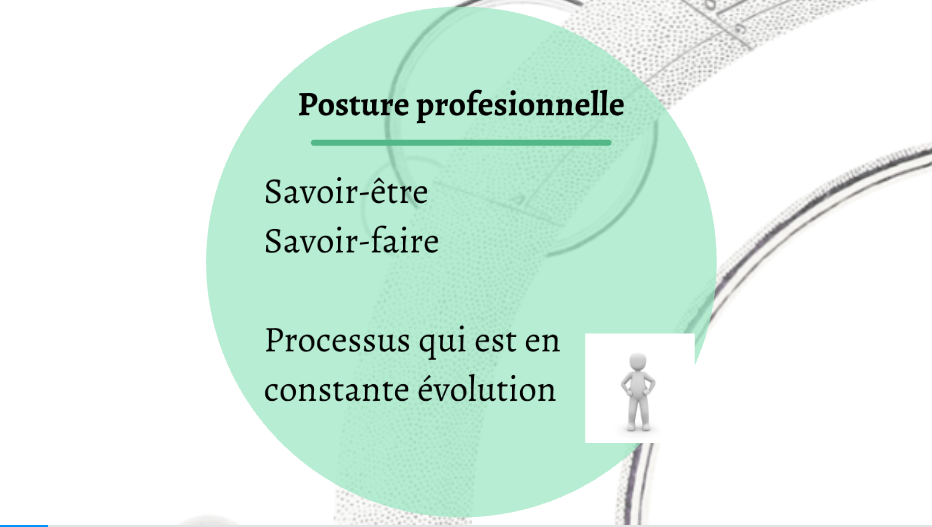 Posture profesionnelle
Savoir-être
Savoir-faire
Processus qui est en
constante évolution